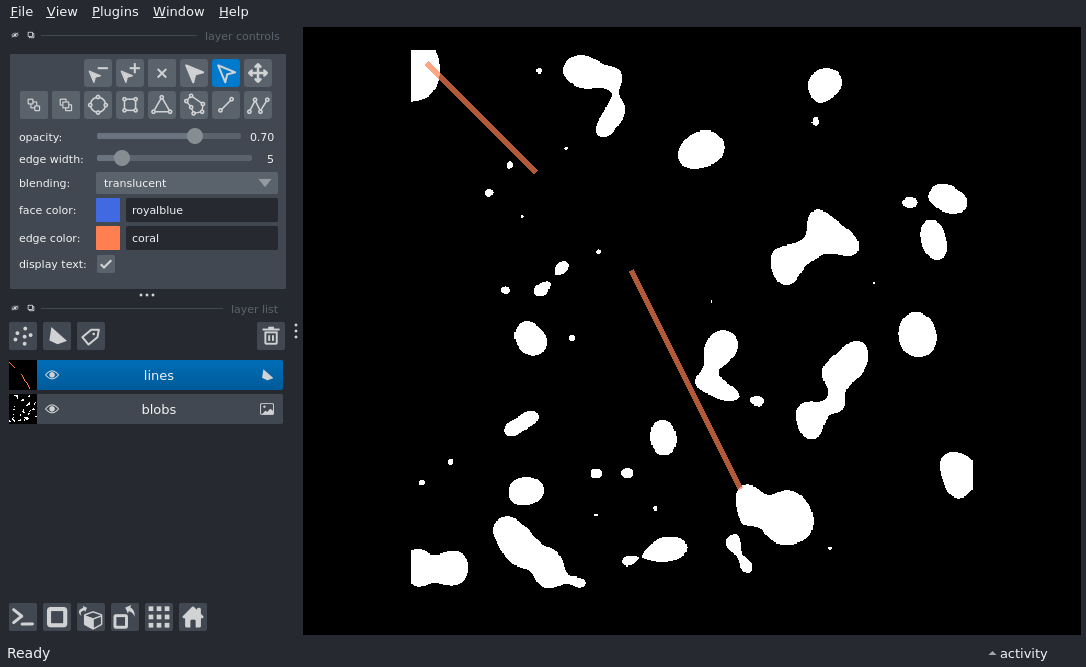 File View Plugins Window Help
layer controls
opacity: 0.70
edge width: 5
blending: translucent
face color: royalblue
edge color: coral
display text:
layer list
lines
blobs
Ready activity